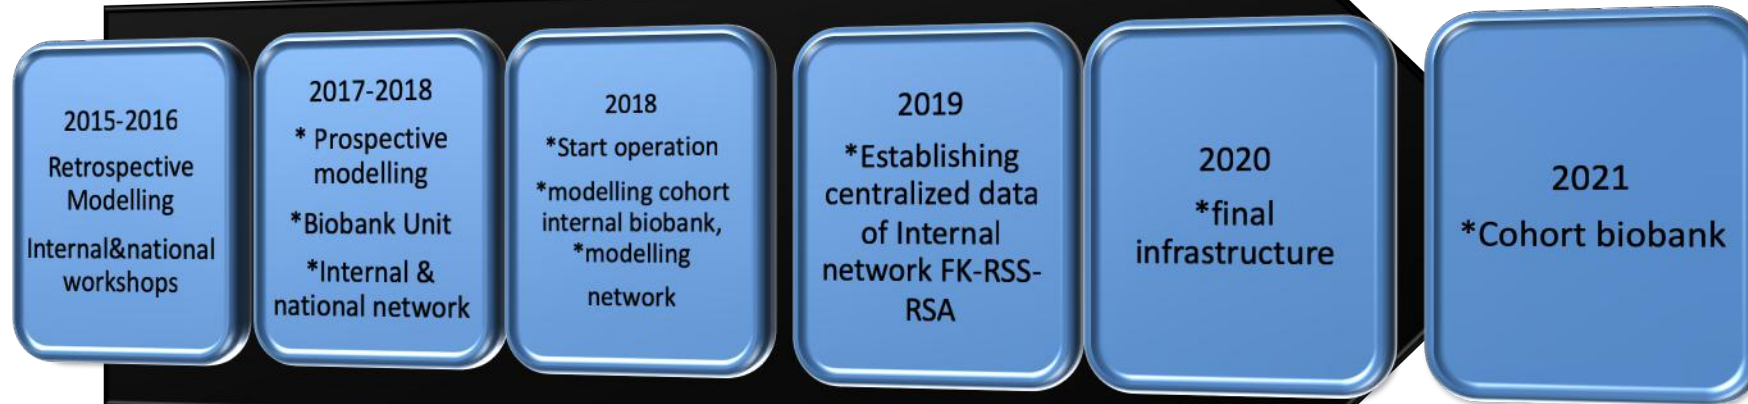 2015-2016
Retrospective
Modelling
Internal&national
workshops
2017-2018
* Prospective
modelling
*Biobank Unit
*Internal &
national network
2018
*Start operation
*modelling cohort
internal biobank,
*modelling
network
2019
*Establishing
centralized data
of Internal
network FK-RSS-
RSA
2020
*final
infrastructure
2021
*Cohort biobank